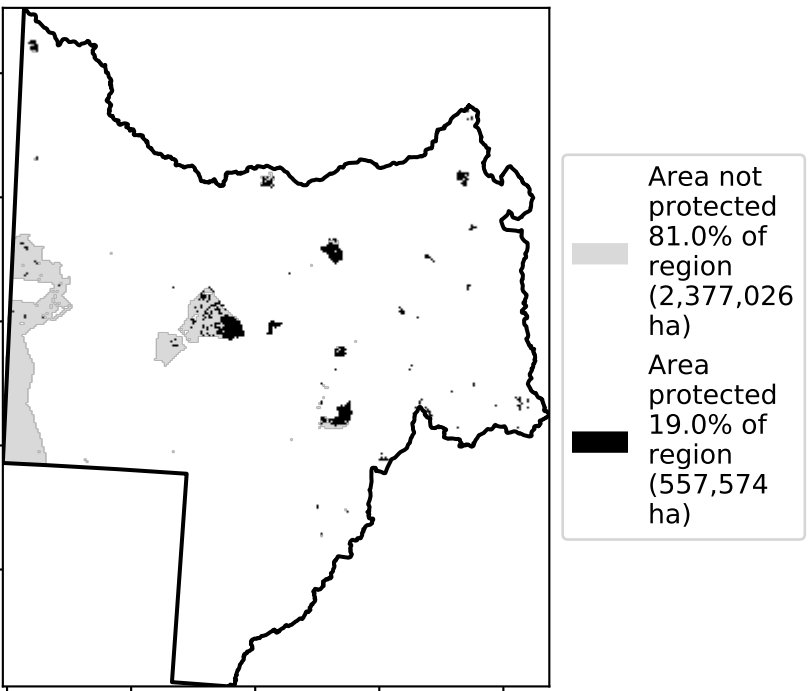 Area not
protected
81.0% of
region
(2,377,026
ha)
Area
protected
19.0% of
region
(557,574
ha)